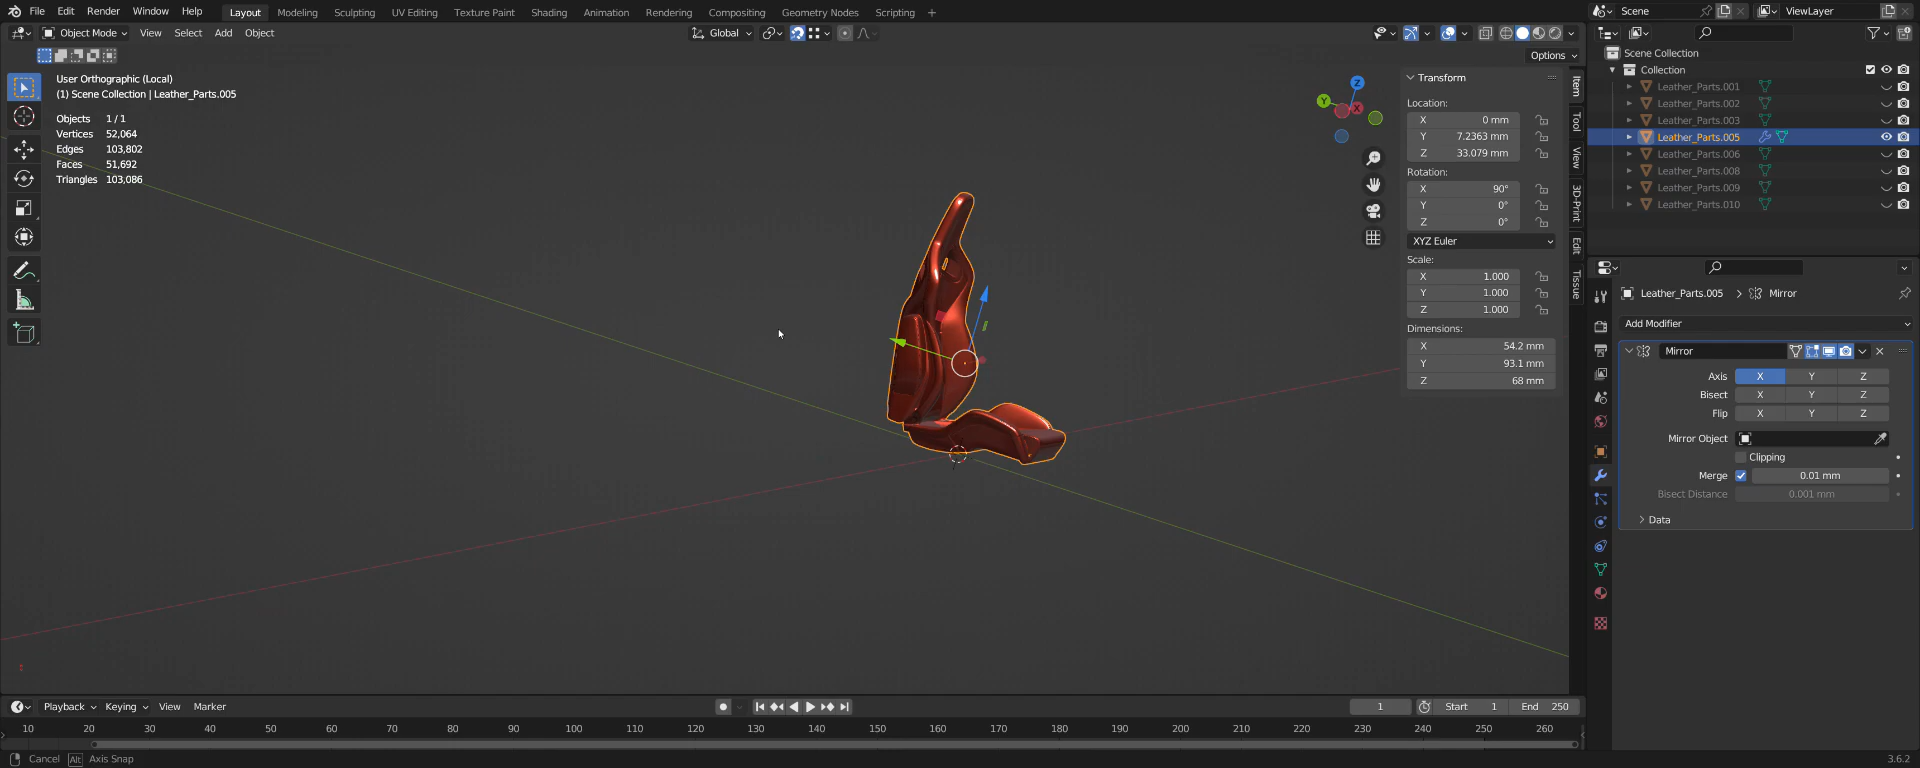 File Edit Render Window Help Layout Modeling Sculpting UV Editing Texture Paint Shading Animation Rendering Compositing Geometry Nodes Scripting + Scene ViewLayer
Object Mode View Select Add Object Global
Options
User Orthographic (Local)
(1) Scene Collection | Leather_Parts.005
Objects 1 / 1
Vertices 52,064
Edges 103,802
Faces 51,692
Triangles 103,086
Z
Y
X
Transform
Location:
X 0 mm
Y 7.2363 mm
Z 33.079 mm
Rotation:
X 90°
Y 0°
Z 0°
XYZ Euler
Scale:
X 1.000
Y 1.000
Z 1.000
Dimensions:
X 54.2 mm
Y 93.1 mm
Z 68 mm
Item
Tool
View
3D-Print
Edit
Tissue
Scene Collection
Collection
Leather_Parts.001
Leather_Parts.002
Leather_Parts.003
Leather_Parts.005
Leather_Parts.006
Leather_Parts.008
Leather_Parts.009
Leather_Parts.010
Leather_Parts.005 > Mirror
Add Modifier
Mirror
Axis X Y Z
Bisect X Y Z
Flip X Y Z
Mirror Object
Clipping
Merge 0.01 mm
Bisect Distance 0.001 mm
Data
Playback Keying View Marker 1 Start 1 End 250
10 20 30 40 50 60 70 80 90 100 110 120 130 140 150 160 170 180 190 200 210 220 230 240 250 260
Cancel Alt Axis Snap 3.6.2